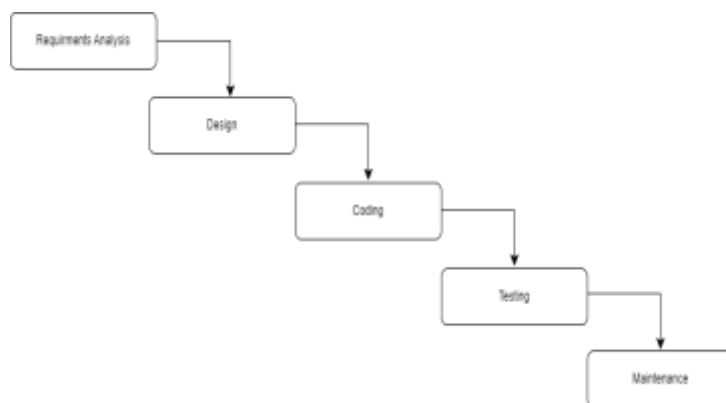 Requirments Analysis
Design
Coding
Testing
Maintenance